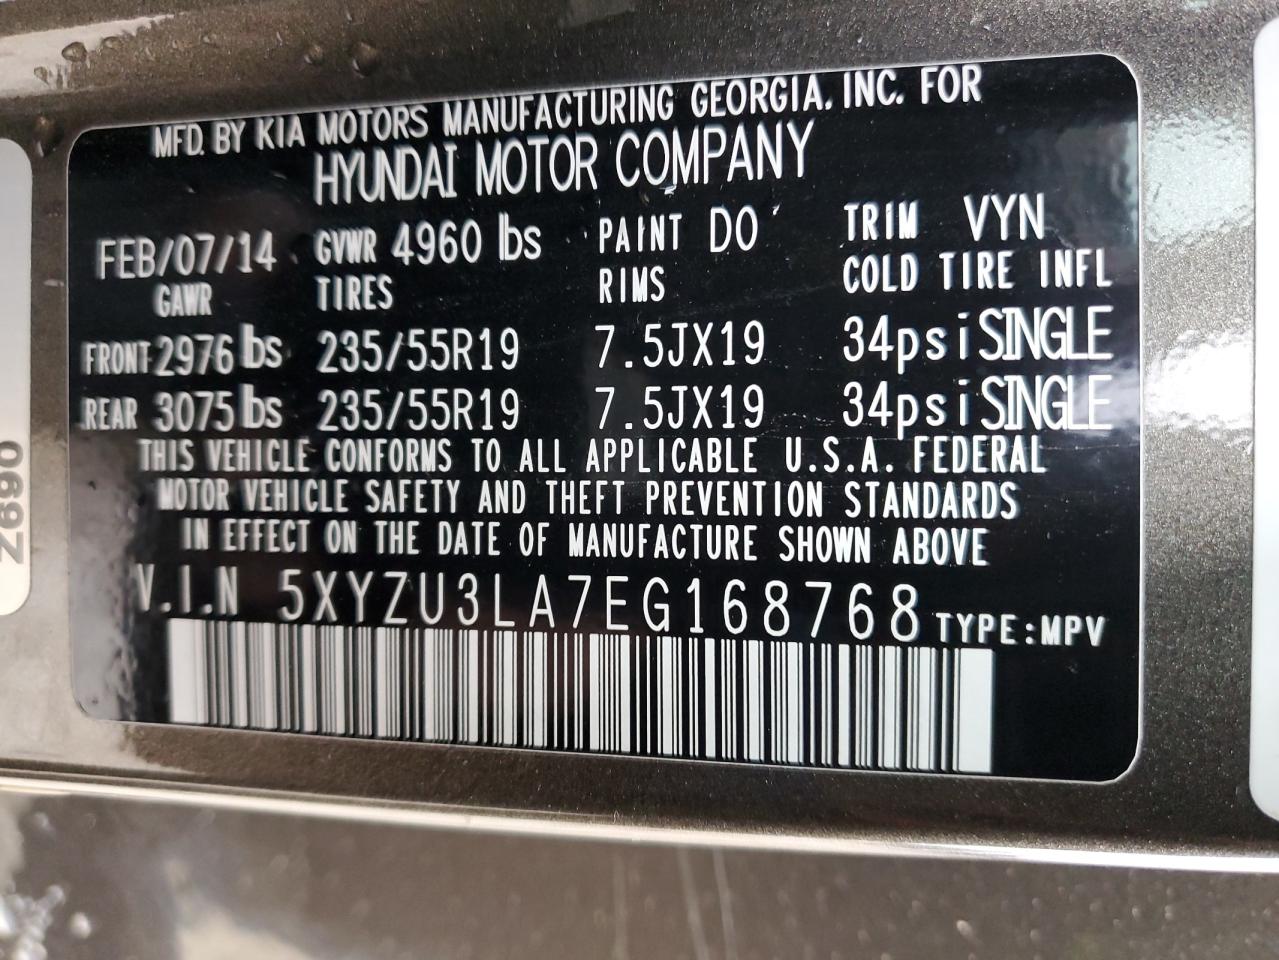 MFD. BY KIA MOTORS MANUFACTURING GEORGIA. INC. FOR
HYUNDAI MOTOR COMPANY
FEB/07/14 GVWR 4960 lbs PAINT DO TRIM VYN
GAWR TIRES RIMS COLD TIRE INFL
FRONT 2976 lbs 235/55R19 7.5JX19 34psi SINGLE
REAR 3075 lbs 235/55R19 7.5JX19 34psi SINGLE
THIS VEHICLE CONFORMS TO ALL APPLICABLE U.S.A. FEDERAL
MOTOR VEHICLE SAFETY AND THEFT PREVENTION STANDARDS
IN EFFECT ON THE DATE OF MANUFACTURE SHOWN ABOVE
V.I.N 5XYZU3LA7EG168768 TYPE:MPV
Z690